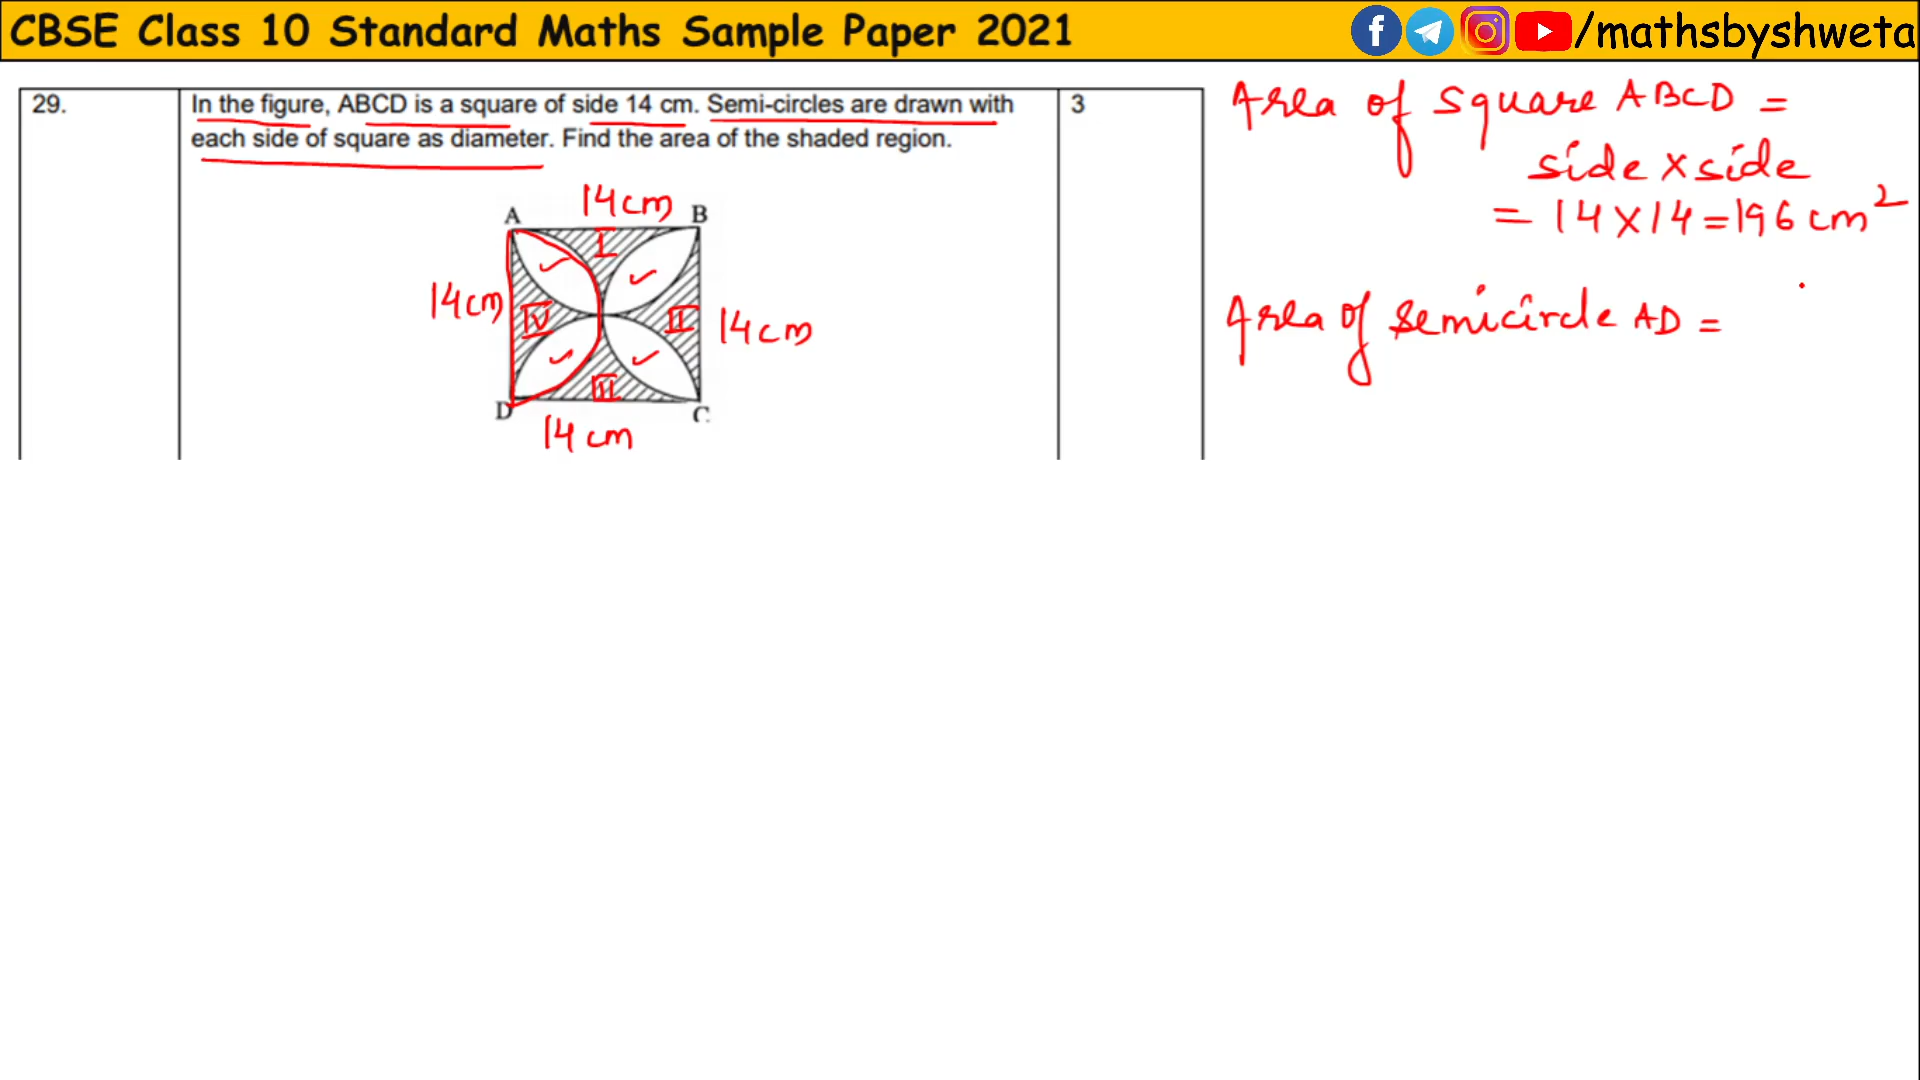 CBSE Class 10 Standard Maths Sample Paper 2021
/mathsbyshweta
29.
In the figure, ABCD is a square of side 14 cm. Semi-circles are drawn with
each side of square as diameter. Find the area of the shaded region.
3
14cm
A
B
I
14cm
IV
II
14cm
III
D
C
14 cm
Area of square ABCD =
side x side
= 14 x 14 = 196 cm²
Area of semicircle AD =